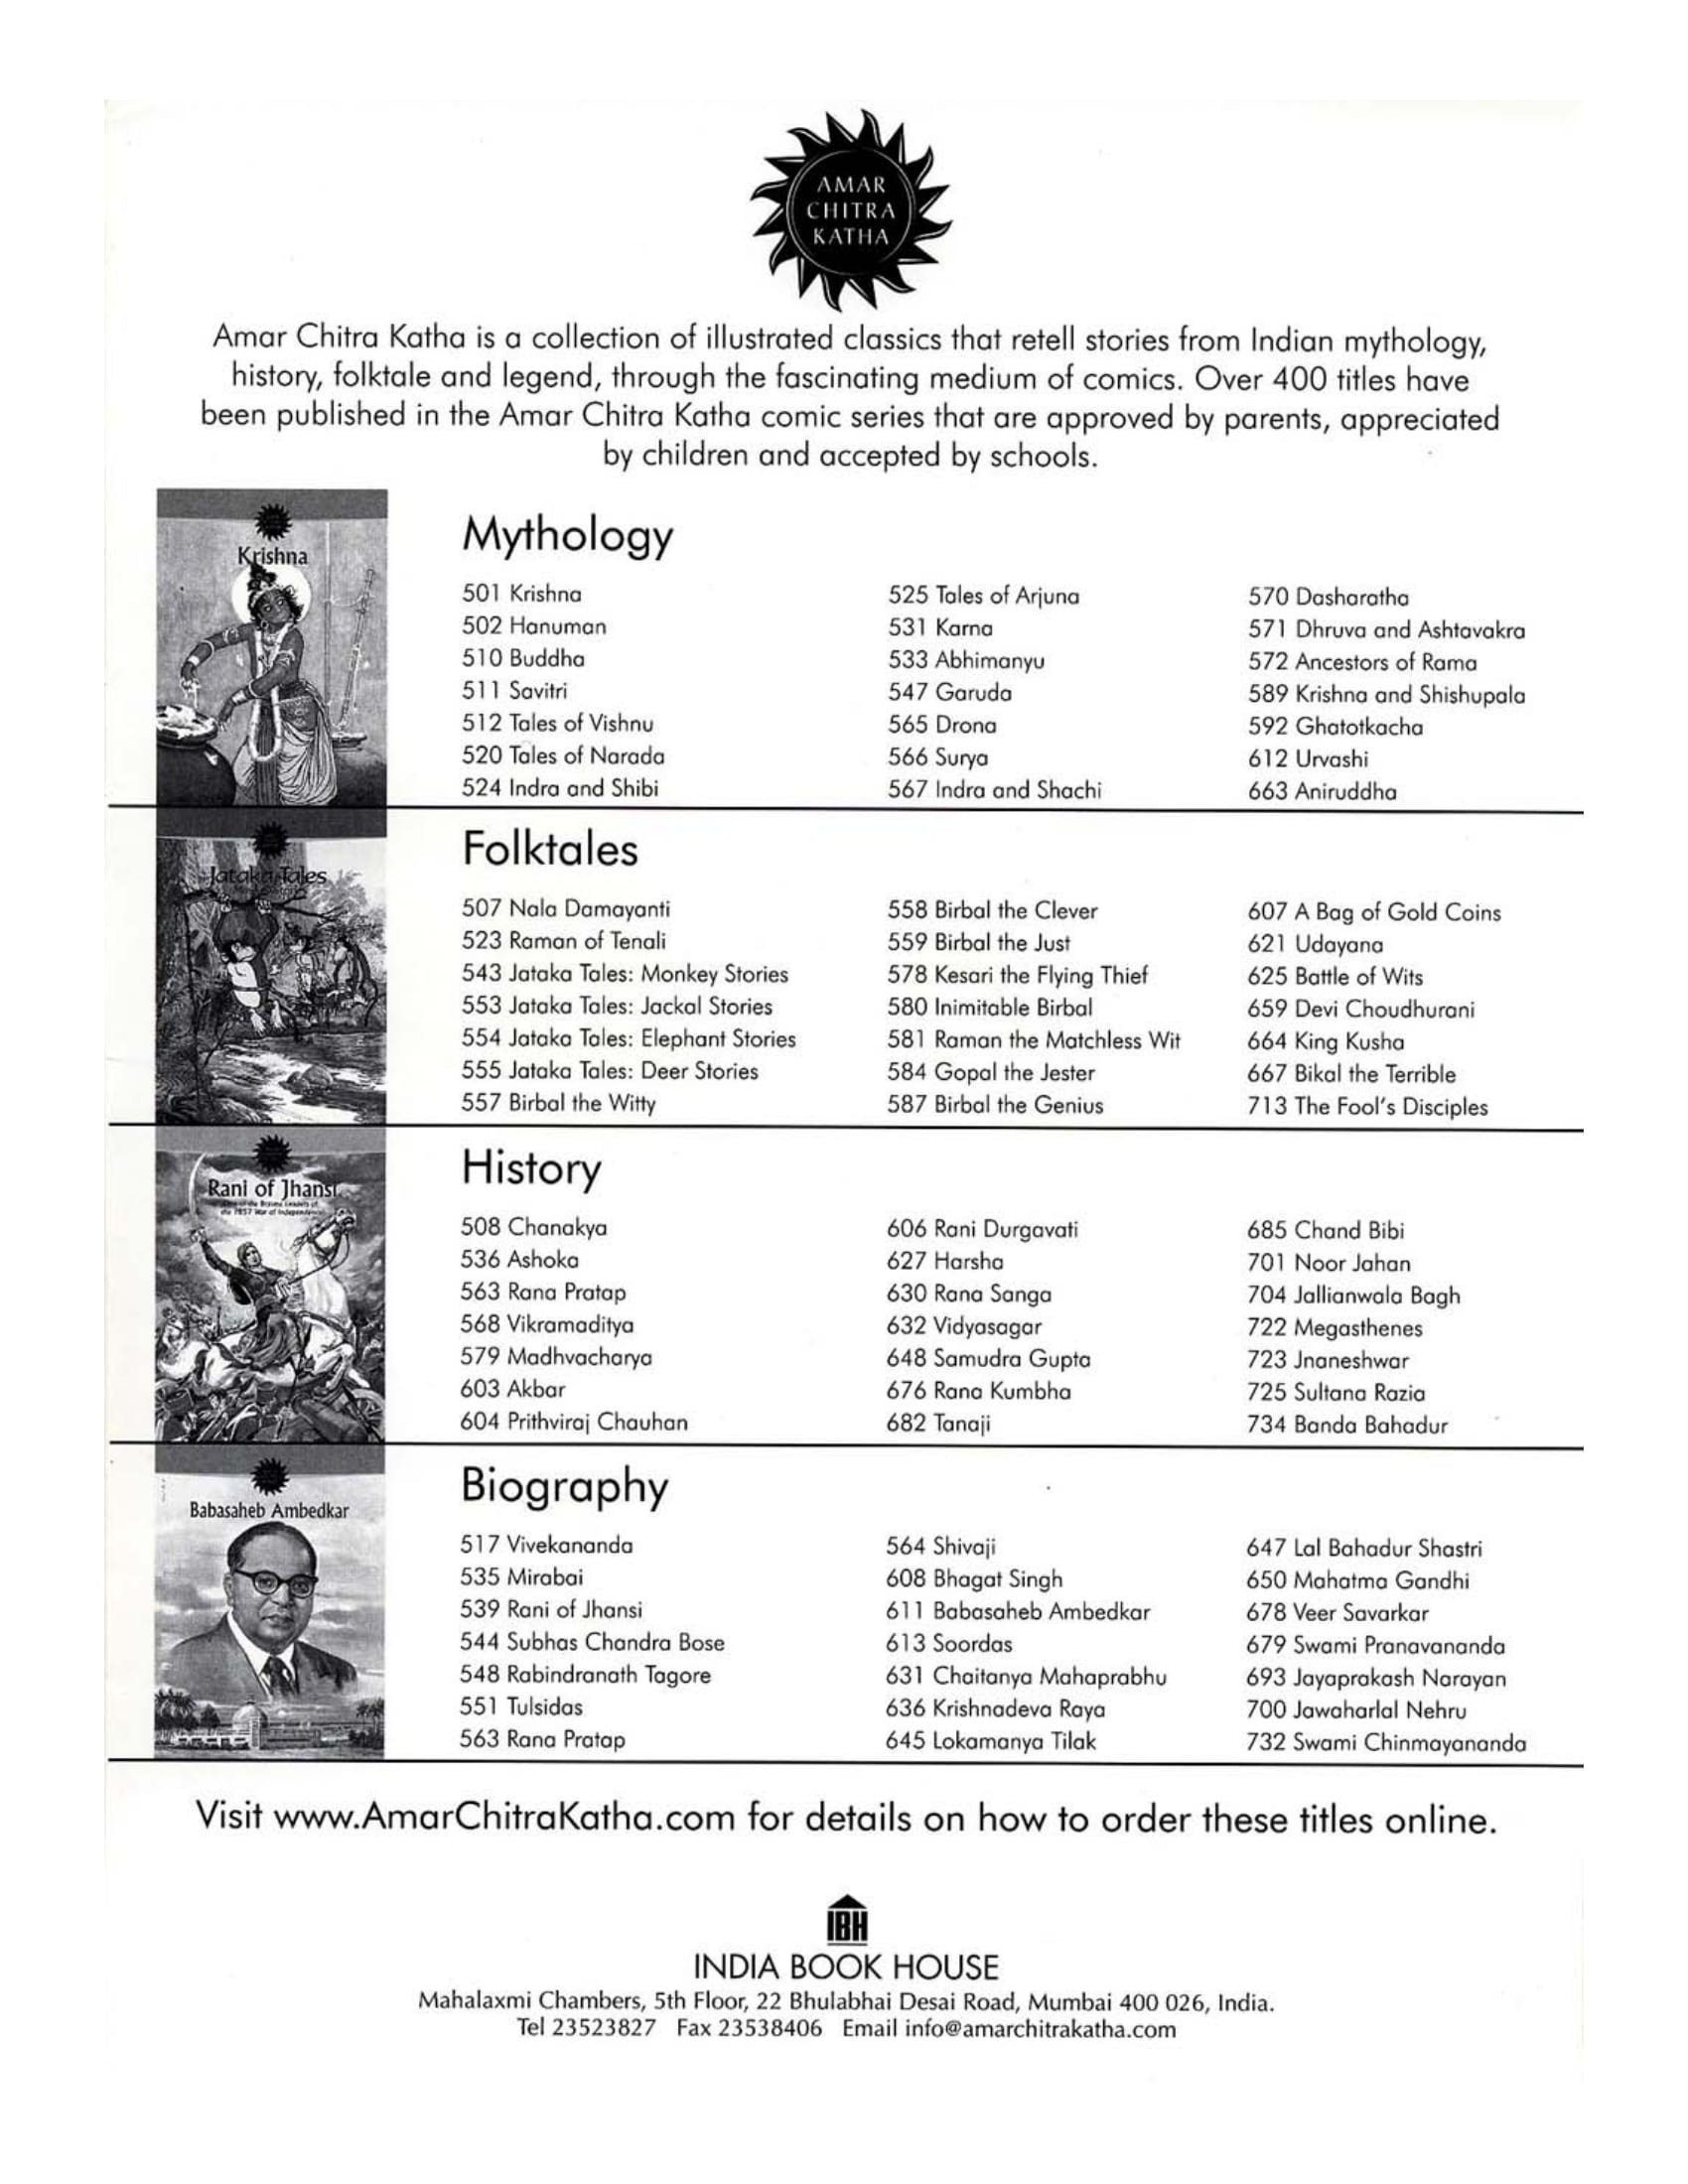 AMAR
CHITRA
KATHA
Amar Chitra Katha is a collection of illustrated classics that retell stories from Indian mythology,
history, folktale and legend, through the fascinating medium of comics. Over 400 titles have
been published in the Amar Chitra Katha comic series that are approved by parents, appreciated
by children and accepted by schools.
Krishna
Mythology
501 Krishna
502 Hanuman
510 Buddha
511 Savitri
512 Tales of Vishnu
520 Tales of Narada
524 Indra and Shibi
525 Tales of Arjuna
531 Karna
533 Abhimanyu
547 Garuda
565 Drona
566 Surya
567 Indra and Shachi
570 Dasharatha
571 Dhruva and Ashtavakra
572 Ancestors of Rama
589 Krishna and Shishupala
592 Ghatotkacha
612 Urvashi
663 Aniruddha
Jataka Tales
Folktales
507 Nala Damayanti
523 Raman of Tenali
543 Jataka Tales: Monkey Stories
553 Jataka Tales: Jackal Stories
554 Jataka Tales: Elephant Stories
555 Jataka Tales: Deer Stories
557 Birbal the Witty
558 Birbal the Clever
559 Birbal the Just
578 Kesari the Flying Thief
580 Inimitable Birbal
581 Raman the Matchless Wit
584 Gopal the Jester
587 Birbal the Genius
607 A Bag of Gold Coins
621 Udayana
625 Battle of Wits
659 Devi Choudhurani
664 King Kusha
667 Bikal the Terrible
713 The Fool's Disciples
Rani of Jhansi
the 1857 War of Independence
History
508 Chanakya
536 Ashoka
563 Rana Pratap
568 Vikramaditya
579 Madhvacharya
603 Akbar
604 Prithviraj Chauhan
606 Rani Durgavati
627 Harsha
630 Rana Sanga
632 Vidyasagar
648 Samudra Gupta
676 Rana Kumbha
682 Tanaji
685 Chand Bibi
701 Noor Jahan
704 Jallianwala Bagh
722 Megasthenes
723 Jnaneshwar
725 Sultana Razia
734 Banda Bahadur
Babasaheb Ambedkar
Biography
517 Vivekananda
535 Mirabai
539 Rani of Jhansi
544 Subhas Chandra Bose
548 Rabindranath Tagore
551 Tulsidas
563 Rana Pratap
564 Shivaji
608 Bhagat Singh
611 Babasaheb Ambedkar
613 Soordas
631 Chaitanya Mahaprabhu
636 Krishnadeva Raya
645 Lokamanya Tilak
647 Lal Bahadur Shastri
650 Mahatma Gandhi
678 Veer Savarkar
679 Swami Pranavananda
693 Jayaprakash Narayan
700 Jawaharlal Nehru
732 Swami Chinmayananda
Visit www.AmarChitraKatha.com for details on how to order these titles online.
IBH
INDIA BOOK HOUSE
Mahalaxmi Chambers, 5th Floor, 22 Bhulabhai Desai Road, Mumbai 400 026, India.
Tel 23523827 Fax 23538406 Email info@amarchitrakatha.com